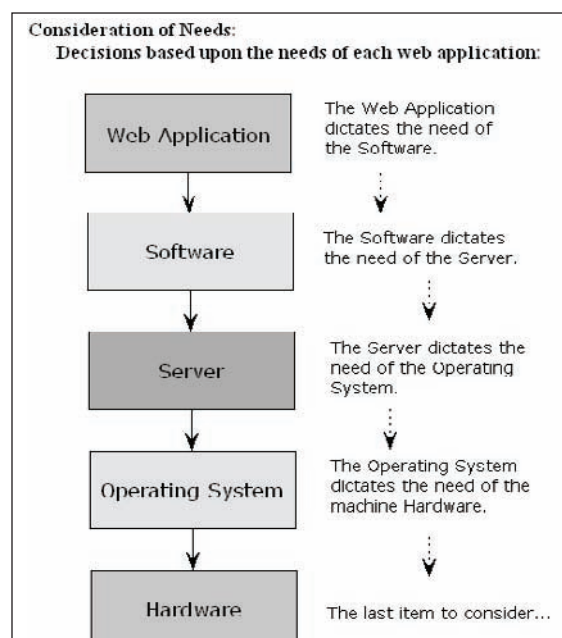 Consideration of Needs:
Decisions based upon the needs of each web application:
Web Application
The Web Application
dictates the need of
the Software.
Software
The Software dictates
the need of the Server.
Server
The Server dictates the
need of the Operating
System.
Operating System
The Operating System
dictates the need of the
machine Hardware.
Hardware
The last item to consider...